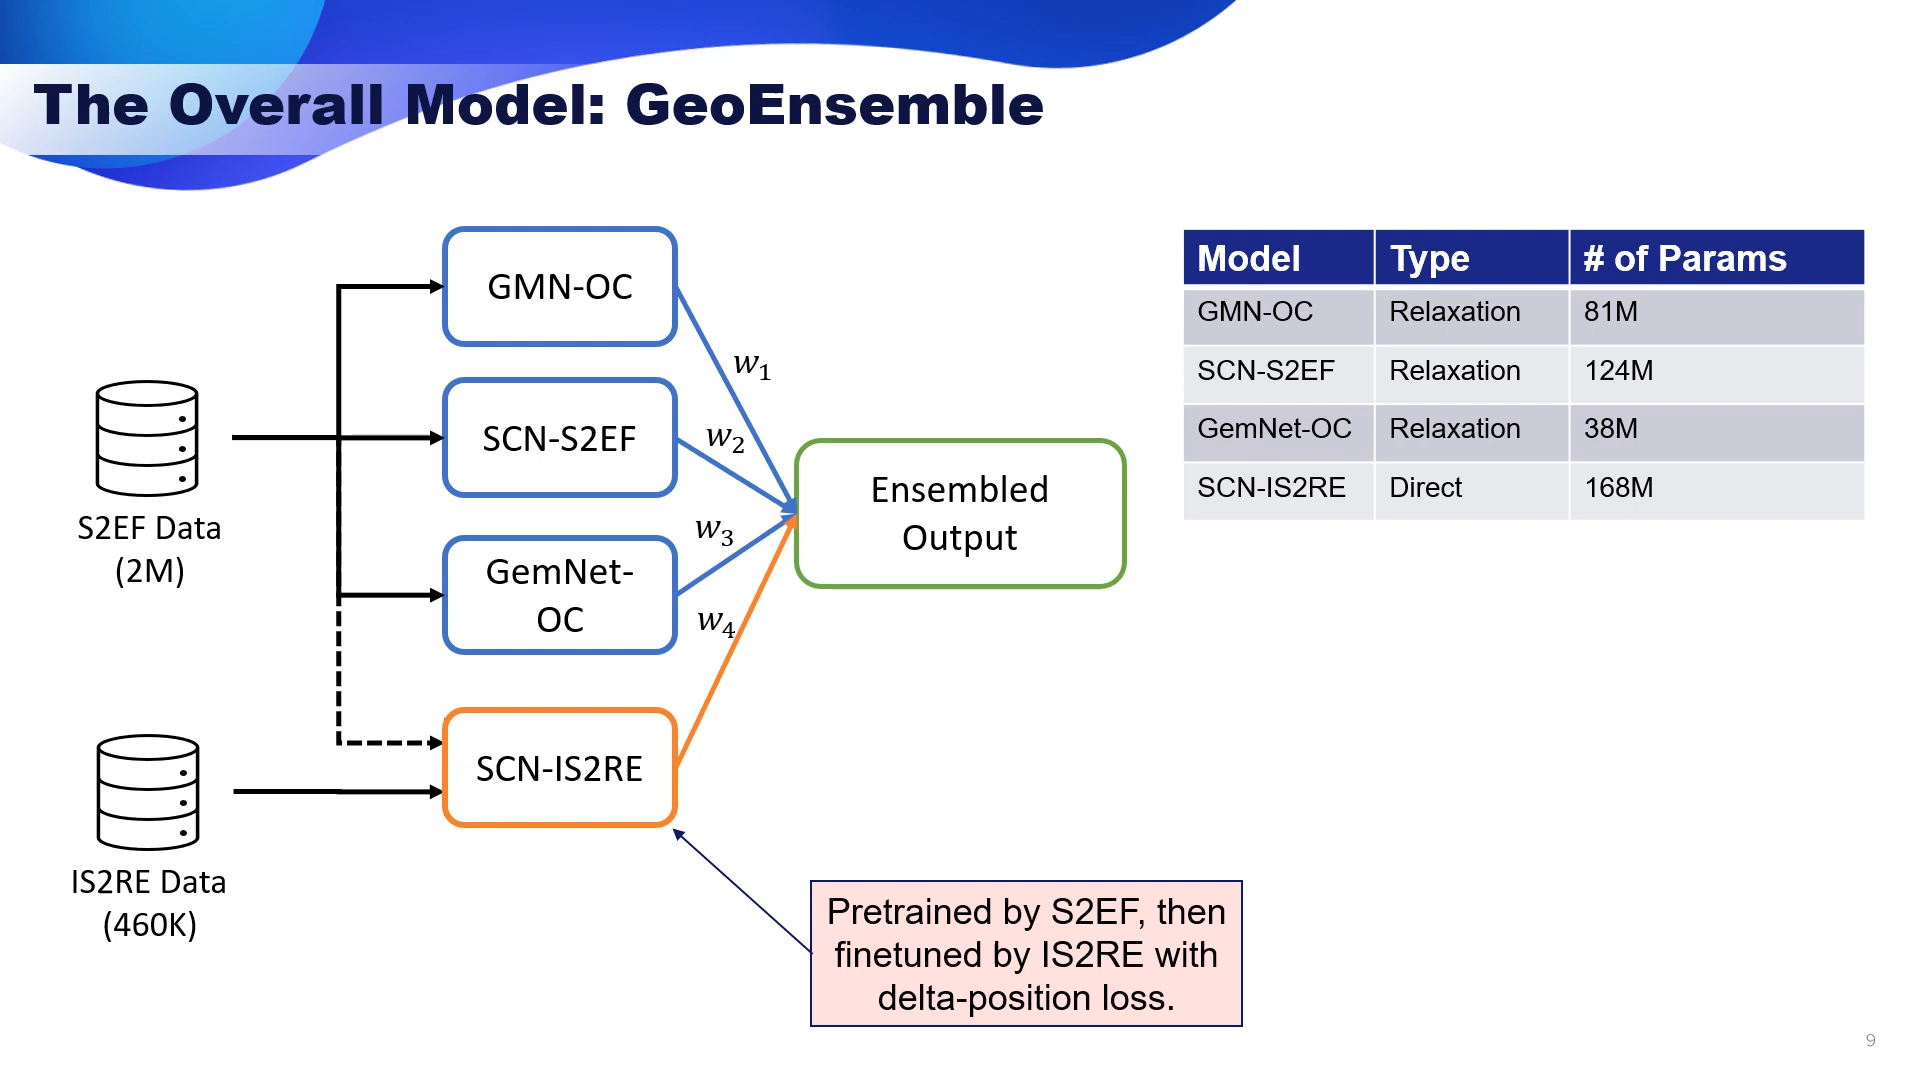 The Overall Model: GeoEnsemble
GMN-OC
SCN-S2EF
GemNet-
OC
SCN-IS2RE
S2EF Data
(2M)
IS2RE Data
(460K)
w₁
w₂
w₃
w₄
Ensembled
Output
Model Type # of Params
GMN-OC Relaxation 81M
SCN-S2EF Relaxation 124M
GemNet-OC Relaxation 38M
SCN-IS2RE Direct 168M
Pretrained by S2EF, then
finetuned by IS2RE with
delta-position loss.
9